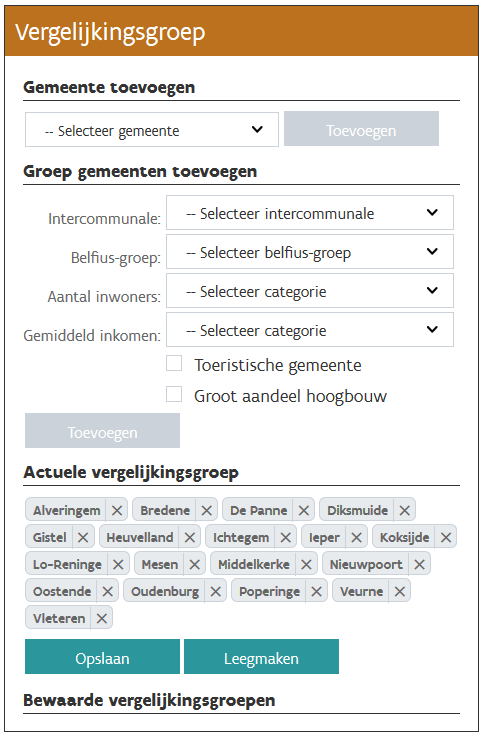 Vergelijkingsgroep
Gemeente toevoegen
-- Selecteer gemeente Toevoegen
Groep gemeenten toevoegen
Intercommunale: -- Selecteer intercommunale
Belfius-groep: -- Selecteer belfius-groep
Aantal inwoners: -- Selecteer categorie
Gemiddeld inkomen: -- Selecteer categorie
Toeristische gemeente
Groot aandeel hoogbouw
Toevoegen
Actuele vergelijkingsgroep
Alveringem Bredene De Panne Diksmuide
Gistel Heuvelland Ichtegem Ieper Koksijde
Lo-Reninge Mesen Middelkerke Nieuwpoort
Oostende Oudenburg Poperinge Veurne
Vleteren
Opslaan Leegmaken
Bewaarde vergelijkingsgroepen